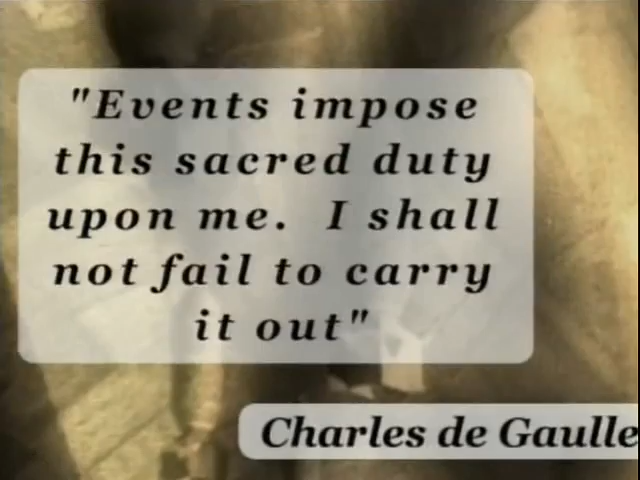 "Events impose
this sacred duty
upon me. I shall
not fail to carry
it out"
Charles de Gaulle